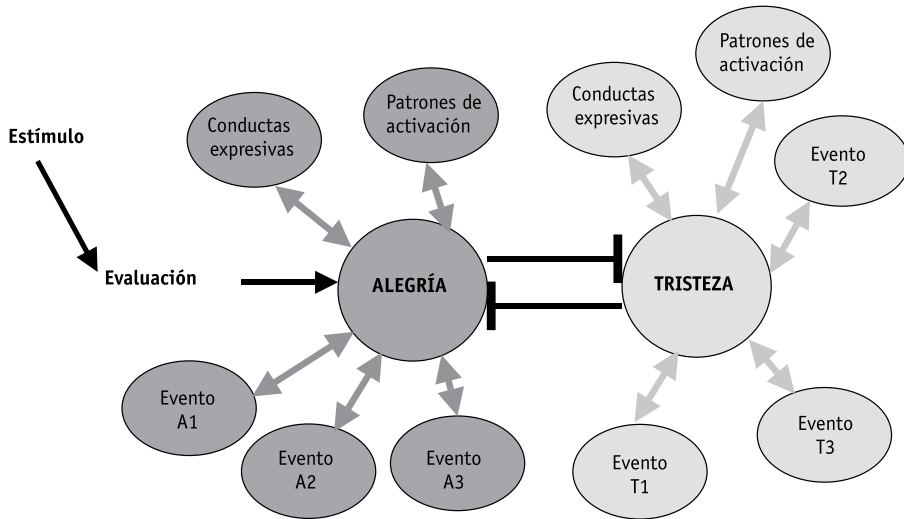 Estímulo
Evaluación
Conductas
expresivas
Patrones de
activación
ALEGRÍA
Evento
A1
Evento
A2
Evento
A3
Conductas
expresivas
Patrones de
activación
Evento
T2
TRISTEZA
Evento
T1
Evento
T3